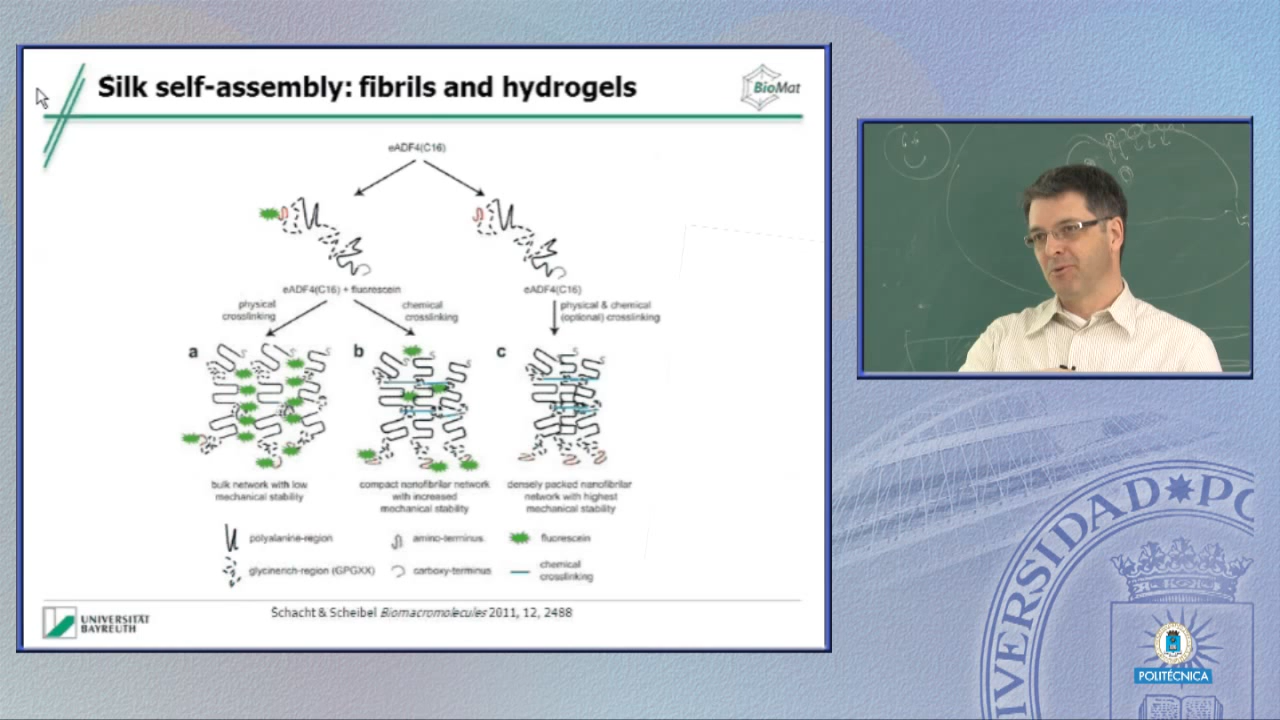 Silk self-assembly: fibrils and hydrogels
BioMat
eADF4(C16)
eADF4(C16) + fluorescein
eADF4(C16)
physical
crosslinking
chemical
crosslinking
physical & chemical
(optional) crosslinking
a
b
c
bulk network with low
mechanical stability
compact nanofibrilar network
with increased
mechanical stability
densely packed nanofibrilar
network with highest
mechanical stability
polyalanine-region
amino-terminus
fluorescein
glycinerich-region (GPGXX)
carboxy-terminus
chemical
crosslinking
Schacht & Scheibel Biomacromolecules 2011, 12, 2488
UNIVERSITÄT
BAYREUTH
IVERSIDAD PO
POLITÉCNICA